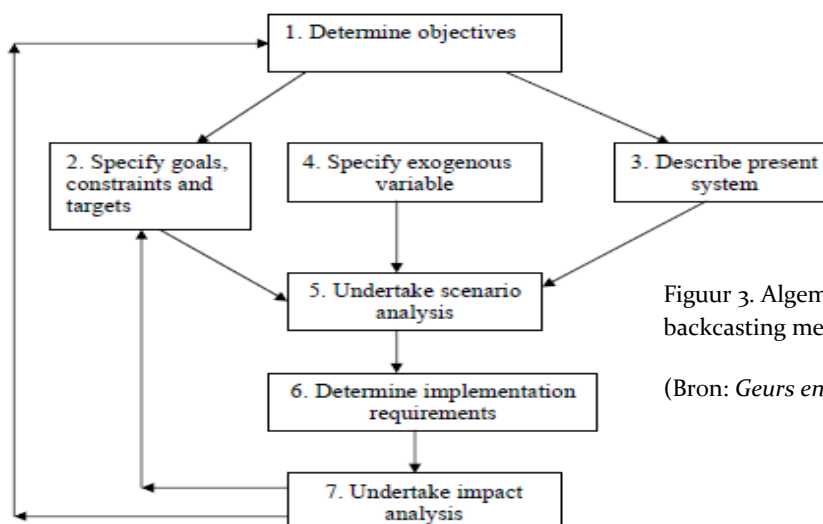 1. Determine objectives
2. Specify goals,
constraints and
targets
4. Specify exogenous
variable
3. Describe present
system
5. Undertake scenario
analysis
Figuur 3. Algem
backcasting me
(Bron: Geurs en
6. Determine implementation
requirements
7. Undertake impact
analysis